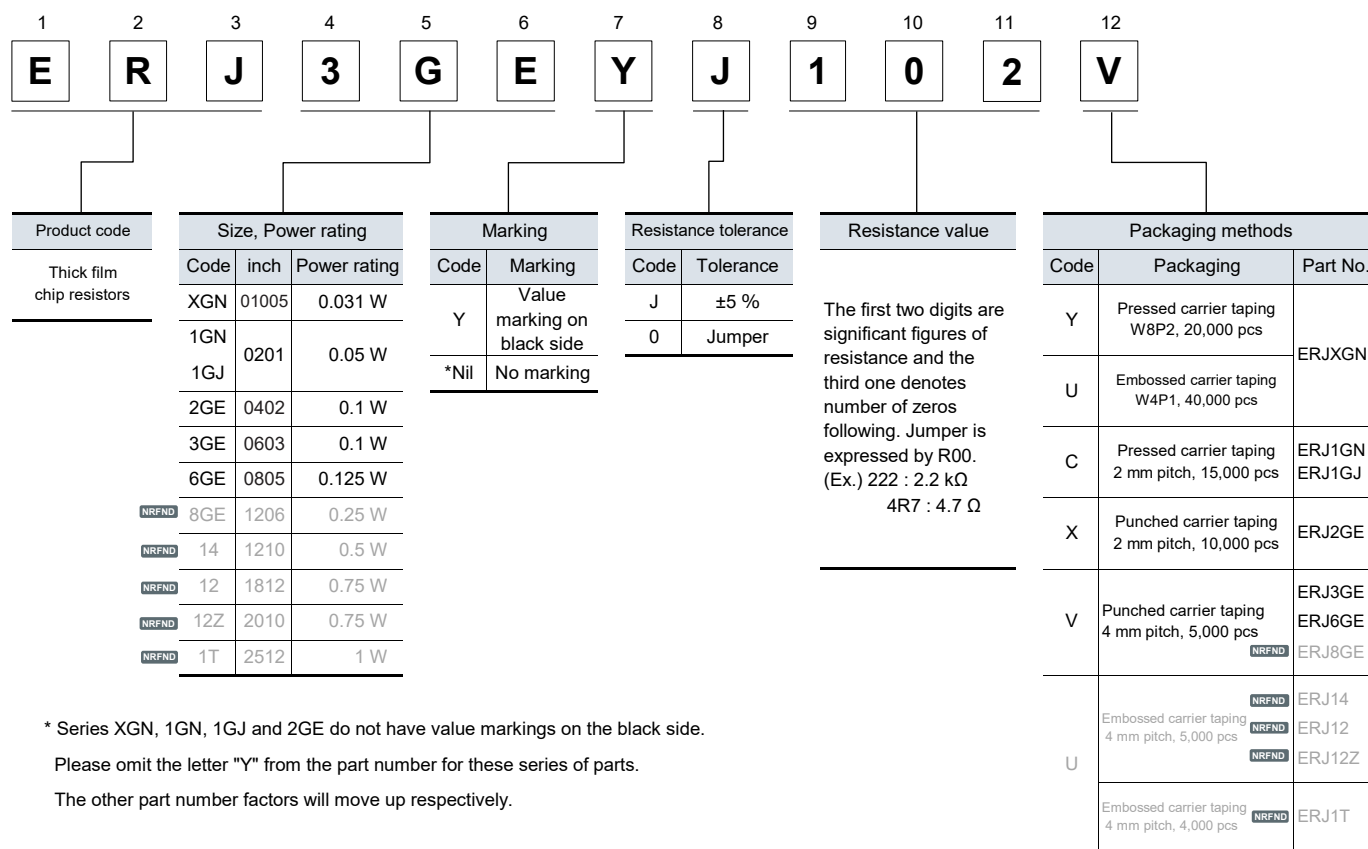 1 2 3 4 5 6 7 8 9 10 11 12
E R J 3 G E Y J 1 0 2 V
Product code
Thick film
chip resistors
Size, Power rating
Code inch Power rating
XGN 01005 0.031 W
1GN
1GJ
0201 0.05 W
2GE 0402 0.1 W
3GE 0603 0.1 W
6GE 0805 0.125 W
NRFND 8GE 1206 0.25 W
NRFND 14 1210 0.5 W
NRFND 12 1812 0.75 W
NRFND 12Z 2010 0.75 W
NRFND 1T 2512 1 W
Marking
Code Marking
Y
Value
marking on
black side
*Nil No marking
Resistance tolerance
Code Tolerance
J ±5 %
0 Jumper
Resistance value
The first two digits are
significant figures of
resistance and the
third one denotes
number of zeros
following. Jumper is
expressed by R00.
(Ex.) 222 : 2.2 kΩ
4R7 : 4.7 Ω
Packaging methods
Code Packaging Part No.
Y
Pressed carrier taping
W8P2, 20,000 pcs
ERJXGN
U
Embossed carrier taping
W4P1, 40,000 pcs
C
Pressed carrier taping
2 mm pitch, 15,000 pcs
ERJ1GN
ERJ1GJ
X
Punched carrier taping
2 mm pitch, 10,000 pcs
ERJ2GE
V
Punched carrier taping
4 mm pitch, 5,000 pcs
ERJ3GE
ERJ6GE
NRFND ERJ8GE
U
Embossed carrier taping
4 mm pitch, 5,000 pcs
NRFND ERJ14
NRFND ERJ12
NRFND ERJ12Z
Embossed carrier taping
4 mm pitch, 4,000 pcs
NRFND ERJ1T
* Series XGN, 1GN, 1GJ and 2GE do not have value markings on the black side.
Please omit the letter "Y" from the part number for these series of parts.
The other part number factors will move up respectively.